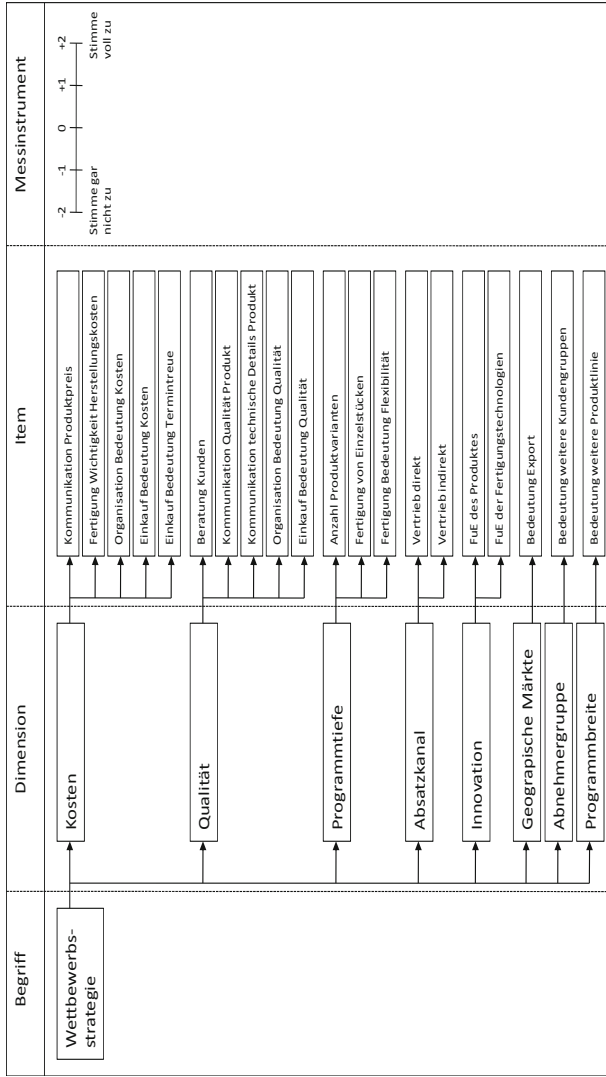 Begriff
Dimension
Item
Messinstrument
Wettbewerbs-
strategie
Kosten
Kommunikation Produktpreis
Fertigung Wichtigkeit Herstellungskosten
Organisation Bedeutung Kosten
Einkauf Bedeutung Kosten
Einkauf Bedeutung Termintreue
Qualität
Beratung Kunden
Kommunikation Qualität Produkt
Kommunikation technische Details Produkt
Organisation Bedeutung Qualität
Einkauf Bedeutung Qualität
Programmtiefe
Anzahl Produktvarianten
Fertigung von Einzelstücken
Fertigung Bedeutung Flexibilität
Absatzkanal
Vertrieb direkt
Vertrieb indirekt
Innovation
FuE des Produktes
FuE der Fertigungstechnologien
Geograpische Märkte
Bedeutung Export
Abnehmergruppe
Bedeutung weitere Kundengruppen
Programmbreite
Bedeutung weitere Produktlinie
-2 -1 0 +1 +2
Stimme gar
nicht zu
Stimme
voll zu